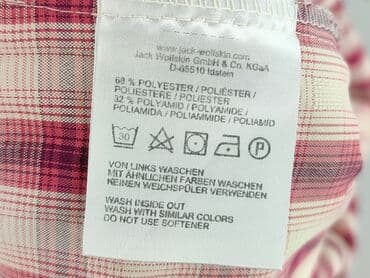 www.jack-wolfskin.com
Jack Wolfskin GmbH & Co. KGaA
D-65510 Idstein
68 % POLYESTER / POLIÉSTER /
POLIESTERE / POLIESTER
32 % POLYAMID / POLYAMIDE /
POLIAMIDA / POLIAMMIDE / POLIAMID
30
P
VON LINKS WASCHEN
MIT ÄHNLICHEN FARBEN WASCHEN
KEINEN WEICHSPÜLER VERWENDEN
WASH INSIDE OUT
WASH WITH SIMILAR COLORS
DO NOT USE SOFTENER